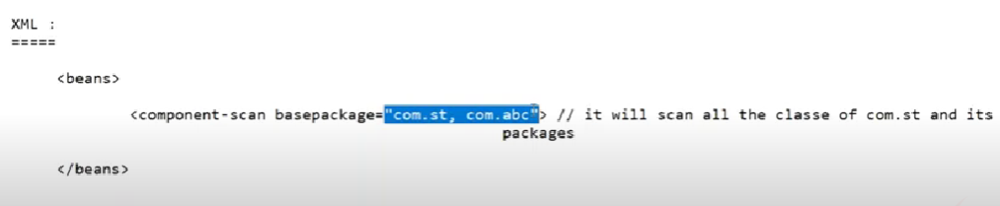 XML :
=====
<beans>
<component-scan basepackage="com.st, com.abc"> // it will scan all the classe of com.st and its
packages
</beans>